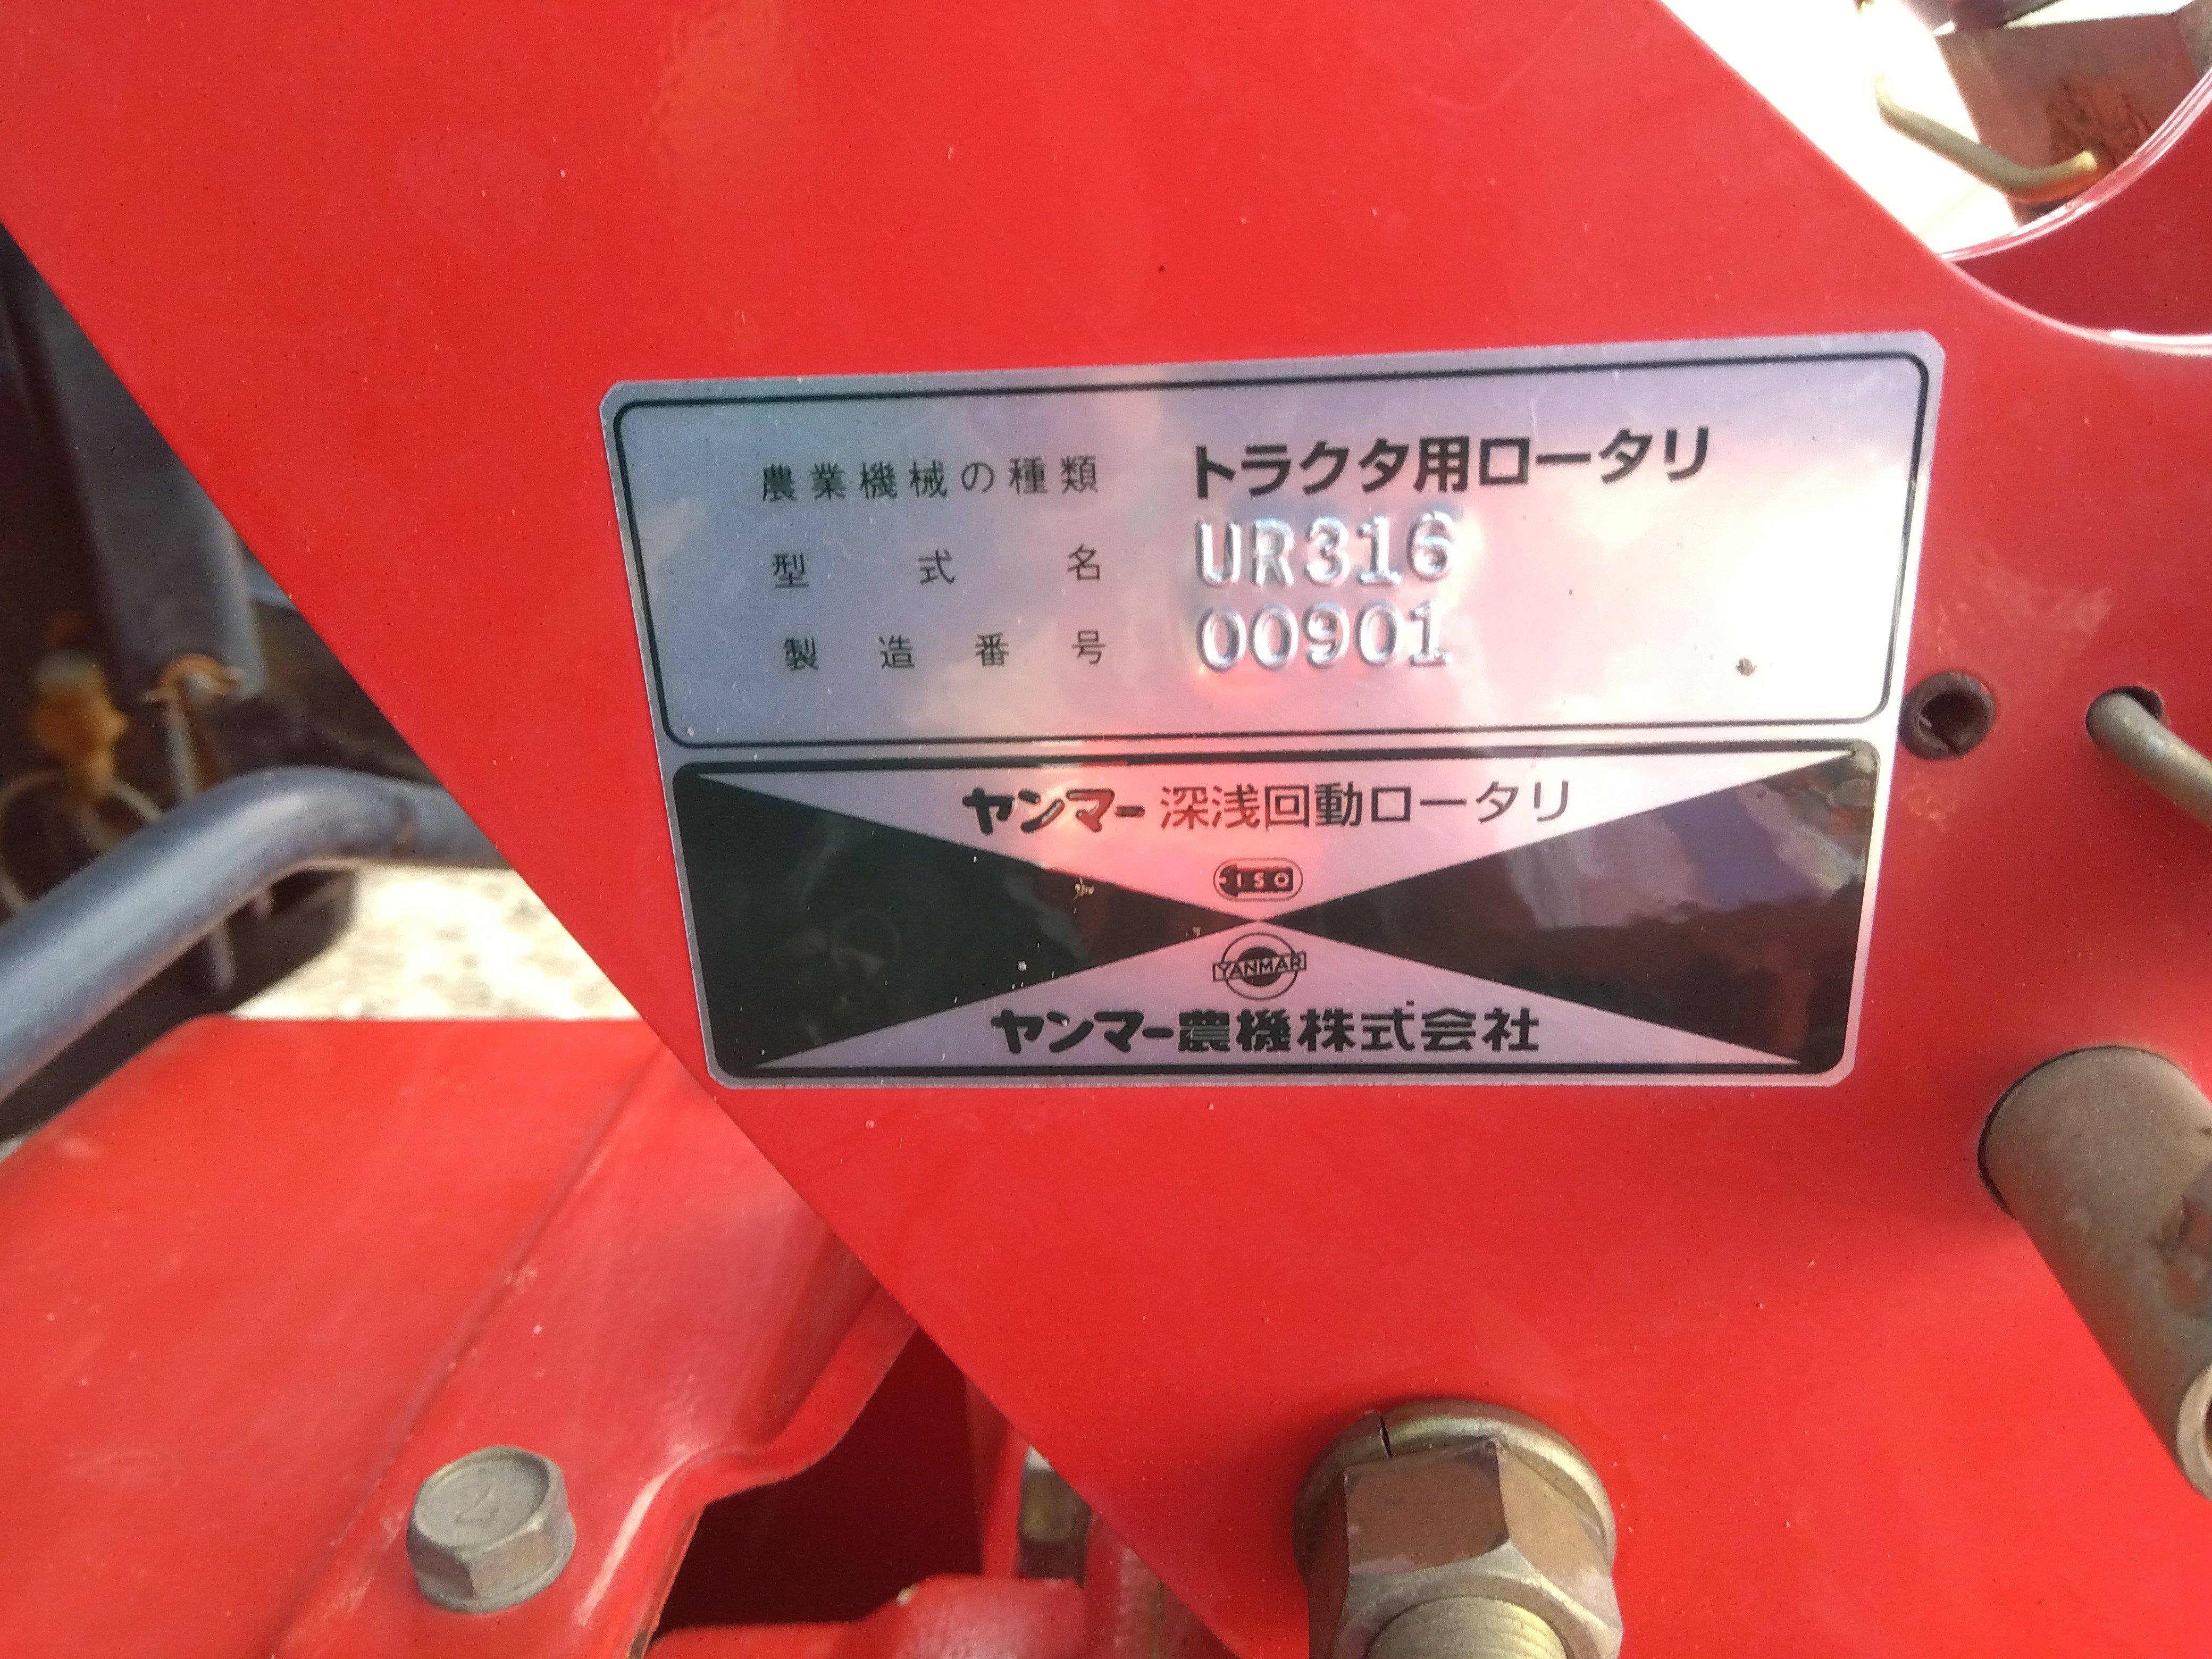 農業機械の種類 トラクタ用ロータリ
型式名 UR316
製造番号 00901
ヤンマー 深浅回動ロータリ
ISO
YANMAR
ヤンマー農機株式会社